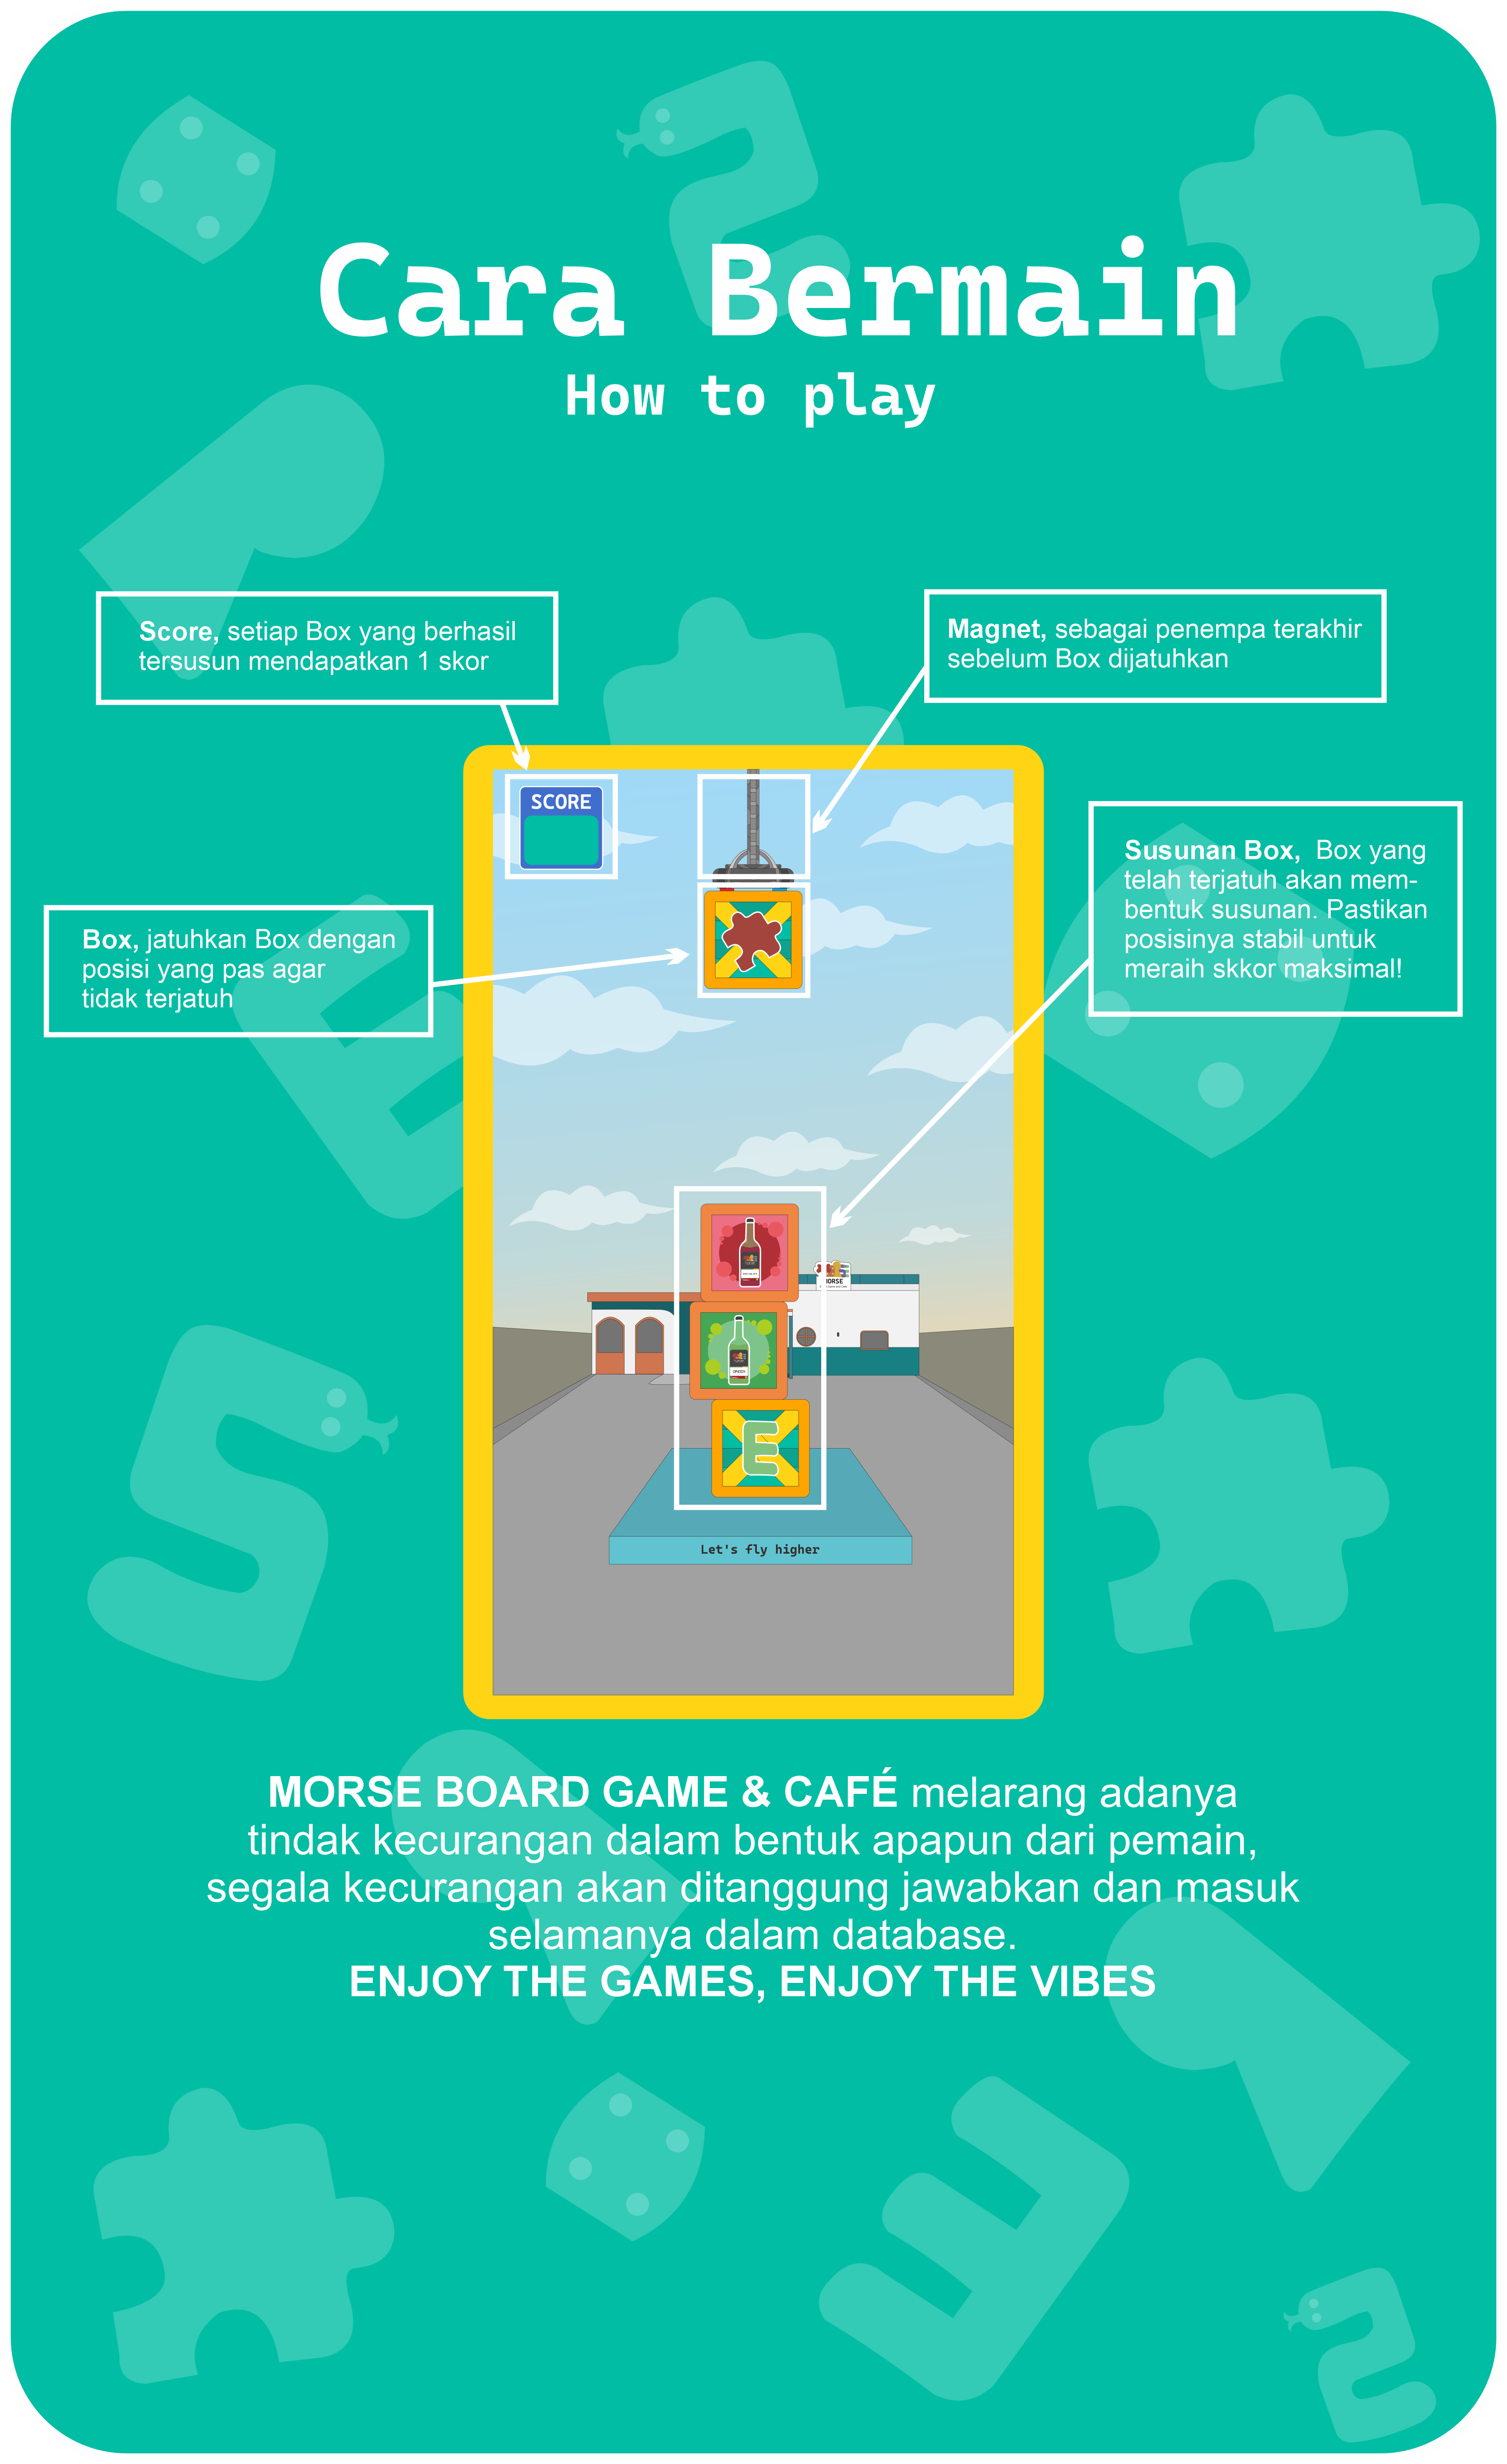 Cara Bermain
How to play
Score, setiap Box yang berhasil
tersusun mendapatkan 1 skor
Magnet, sebagai penempa terakhir
sebelum Box dijatuhkan
SCORE
Box, jatuhkan Box dengan
posisi yang pas agar
tidak terjatuh
Susunan Box, Box yang
telah terjatuh akan mem-
bentuk susunan. Pastikan
posisinya stabil untuk
meraih skkor maksimal!
E
Let's fly higher
MORSE BOARD GAME & CAFÉ melarang adanya
tindak kecurangan dalam bentuk apapun dari pemain,
segala kecurangan akan ditanggung jawabkan dan masuk
selamanya dalam database.
ENJOY THE GAMES, ENJOY THE VIBES